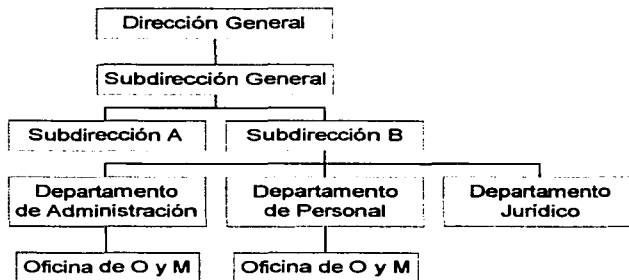 Dirección General
Subdirección General
Subdirección A
Subdirección B
Departamento
de Administración
Departamento
de Personal
Departamento
Jurídico
Oficina de O y M
Oficina de O y M